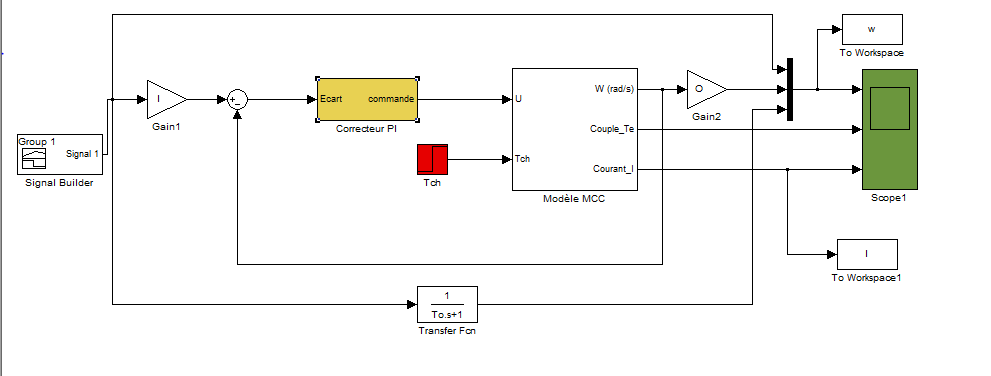 w
To Workspace
I
Gain1
+
_
Ecart
commande
Correcteur PI
U
W (rad/s)
O
Gain2
Couple_Te
Group 1
Signal 1
Signal Builder
Tch
Tch
Courant_I
Modèle MCC
Scope1
I
To Workspace1
1
To.s+1
Transfer Fcn